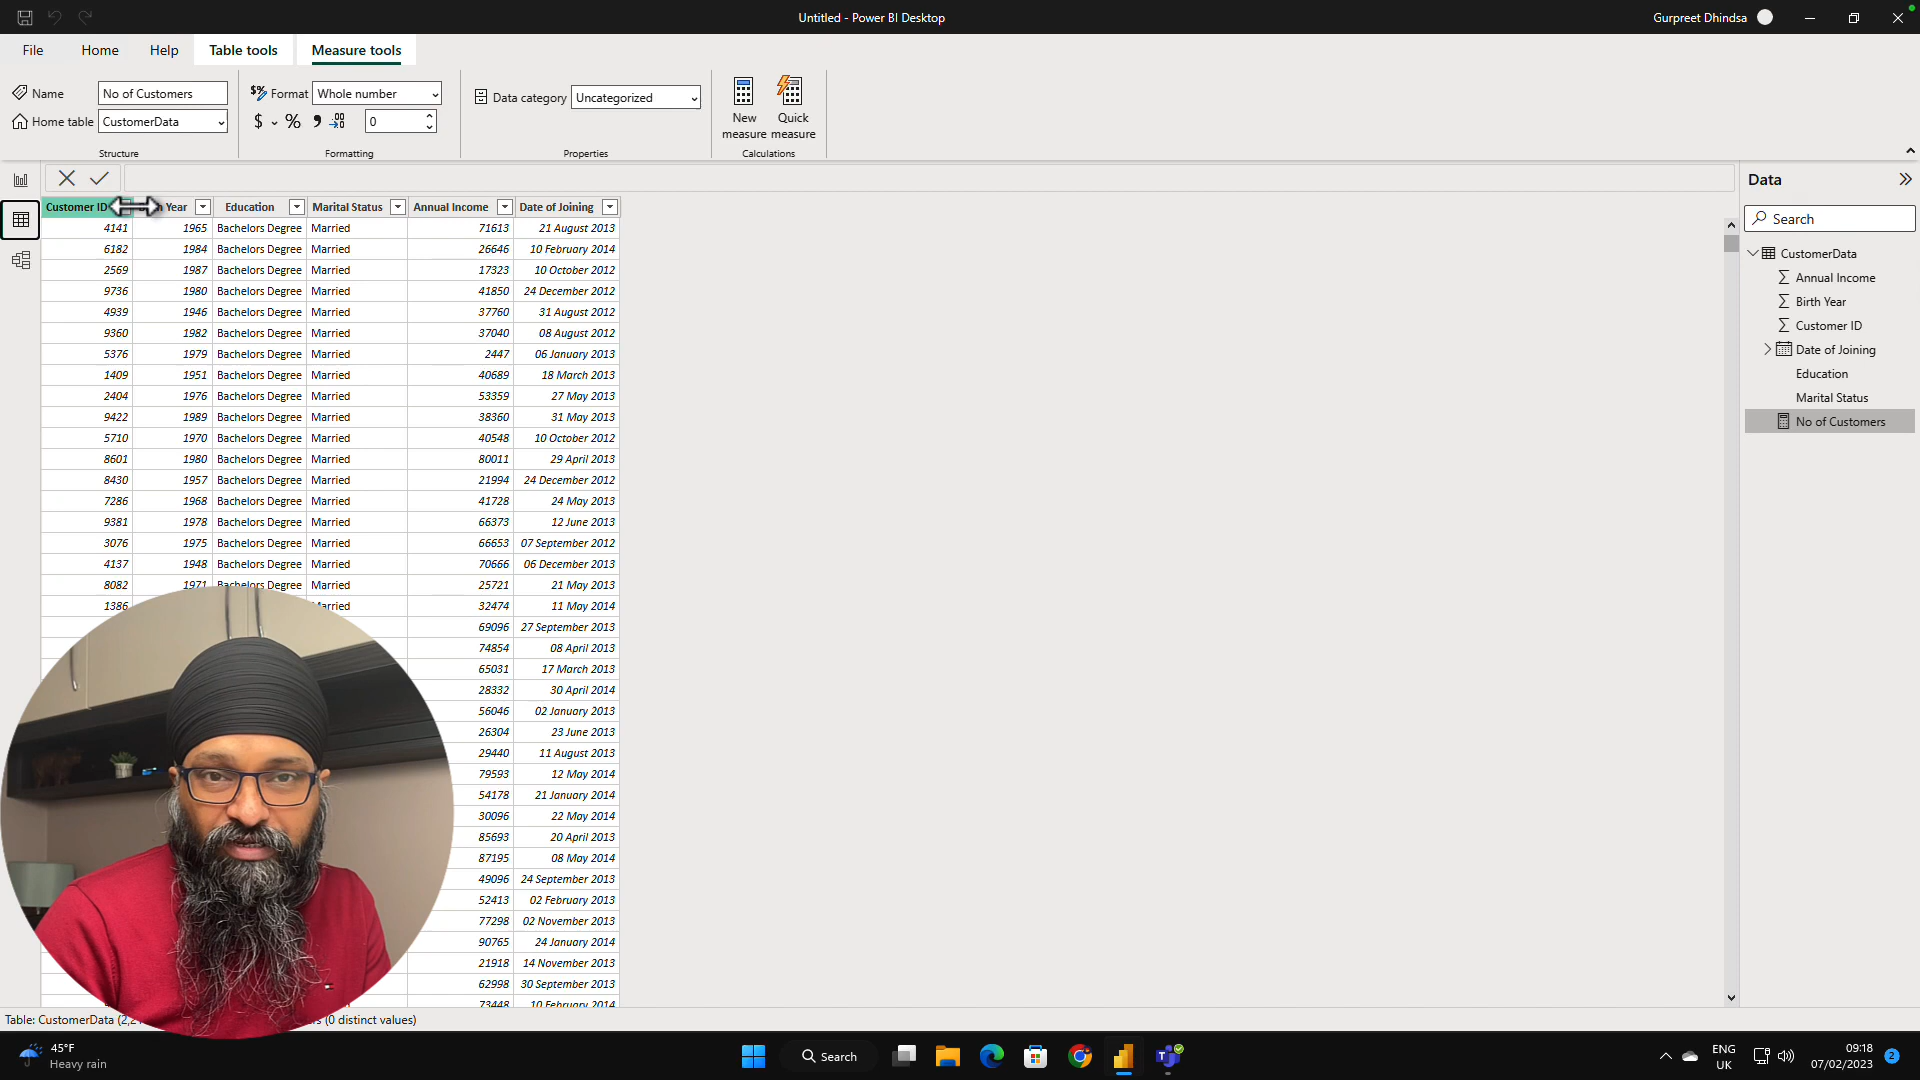 Untitled - Power BI Desktop
Gurpreet Dhindsa
File Home Help Table tools Measure tools
Name No of Customers
Home table CustomerData
Structure
$% Format Whole number
$ % 0
Formatting
Data category Uncategorized
Properties
New measure
Quick measure
Calculations
Customer ID Year Education Marital Status Annual Income Date of Joining
4141 1965 Bachelors Degree Married 71613 21 August 2013
6182 1984 Bachelors Degree Married 26646 10 February 2014
2569 1987 Bachelors Degree Married 17323 10 October 2012
9736 1980 Bachelors Degree Married 41850 24 December 2012
4939 1946 Bachelors Degree Married 37760 31 August 2012
9360 1982 Bachelors Degree Married 37040 08 August 2012
5376 1979 Bachelors Degree Married 2447 06 January 2013
1409 1951 Bachelors Degree Married 40689 18 March 2013
2404 1976 Bachelors Degree Married 53359 27 May 2013
9422 1989 Bachelors Degree Married 38360 31 May 2013
5710 1970 Bachelors Degree Married 40548 10 October 2012
8601 1980 Bachelors Degree Married 80011 29 April 2013
8430 1957 Bachelors Degree Married 21994 24 December 2012
7286 1968 Bachelors Degree Married 41728 24 May 2013
9381 1978 Bachelors Degree Married 66373 12 June 2013
3076 1975 Bachelors Degree Married 66653 07 September 2012
4137 1948 Bachelors Degree Married 70666 06 December 2013
8082 1971 Bachelors Degree Married 25721 21 May 2013
1386 Married 32474 11 May 2014
69096 27 September 2013
74854 08 April 2013
65031 17 March 2013
28332 30 April 2014
56046 02 January 2013
26304 23 June 2013
29440 11 August 2013
79593 12 May 2014
54178 21 January 2014
30096 22 May 2014
85693 20 April 2013
87195 08 May 2014
49096 24 September 2013
52413 02 February 2013
77298 02 November 2013
90765 24 January 2014
21918 14 November 2013
62998 30 September 2013
73448 10 February 2014
Data
Search
CustomerData
Annual Income
Birth Year
Customer ID
Date of Joining
Education
Marital Status
No of Customers
Table: CustomerData (2,2 (0 distinct values)
45°F
Heavy rain
Search
ENG
UK
09:18
07/02/2023
2